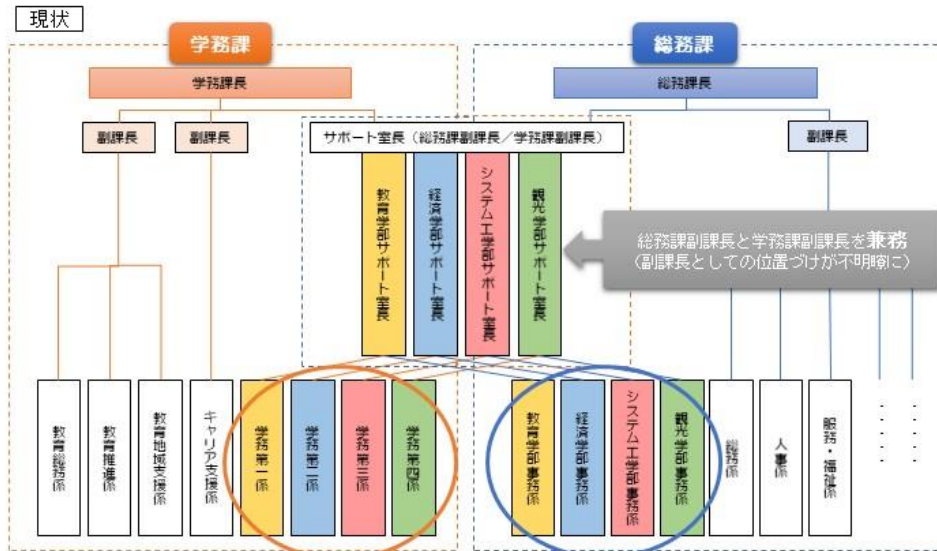 現状
学務課
総務課
学務課長
総務課長
副課長
副課長
サポート室長（総務課副課長／学務課副課長）
副課長
教育学部サポート室長
経済学部サポート室長
システム工学部サポート室長
観光学部サポート室長
総務課副課長と学務課副課長を兼務
（副課長としての位置づけが不明瞭に）
教育総務係
教育推進係
教育地域支援係
キャリア支援係
学務第一係
学務第二係
学務第三係
学務第四係
教育学部事務係
経済学部事務係
システム工学部事務係
観光学部事務係
総務係
人事係
服務・福祉係
・・・・・
・・・・・